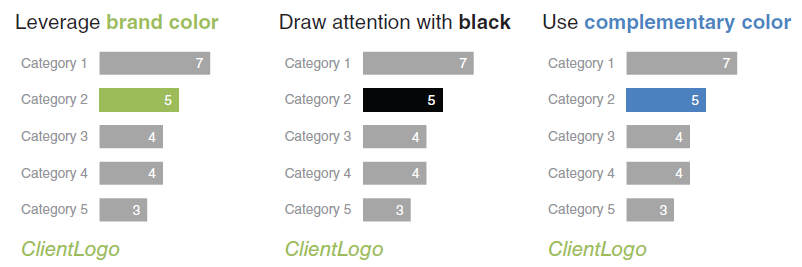 Leverage brand color
Category 1 7
Category 2 5
Category 3 4
Category 4 4
Category 5 3
ClientLogo
Draw attention with black
Category 1 7
Category 2 5
Category 3 4
Category 4 4
Category 5 3
ClientLogo
Use complementary color
Category 1 7
Category 2 5
Category 3 4
Category 4 4
Category 5 3
ClientLogo